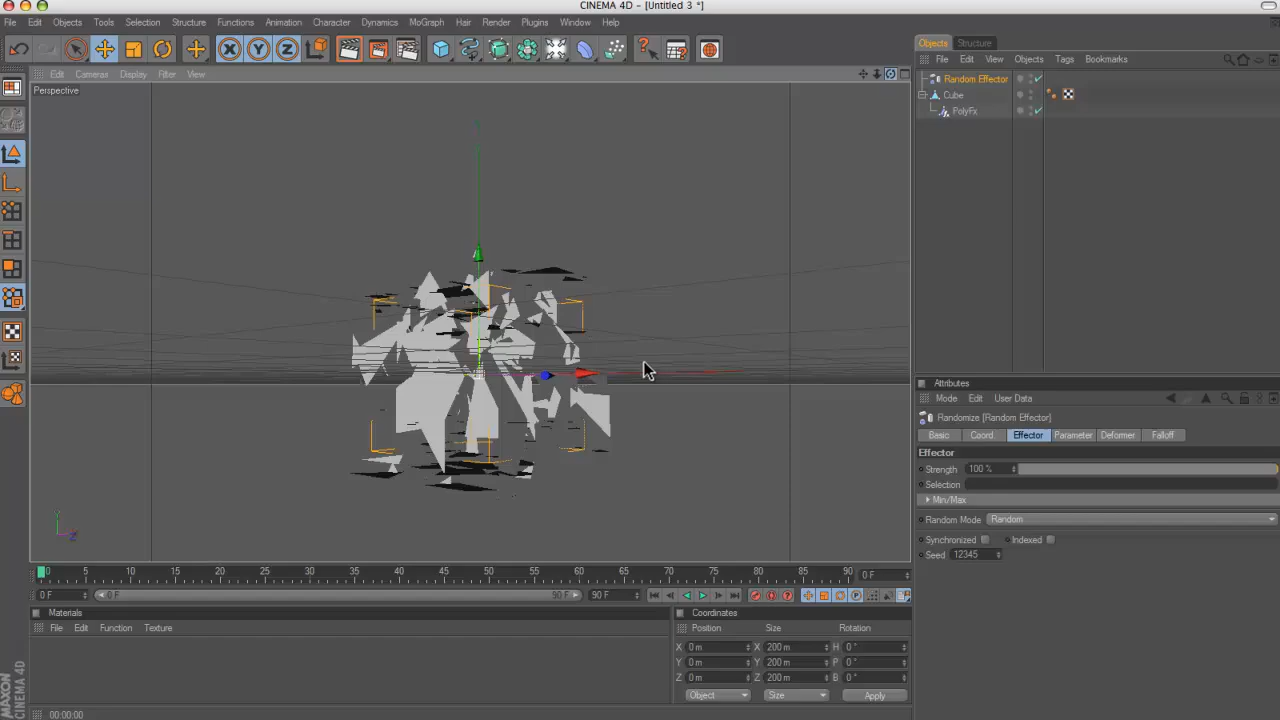 CINEMA 4D - [Untitled 3 *]
File Edit Objects Tools Selection Structure Functions Animation Character Dynamics MoGraph Hair Render Plugins Window Help
Objects Structure
File Edit View Objects Tags Bookmarks
Edit Cameras Display Filter View
Perspective
Random Effector
Cube
PolyFx
X Y Z
Attributes
Mode Edit User Data
Randomize [Random Effector]
Basic Coord. Effector Parameter Deformer Falloff
Effector
Strength 100 %
Selection
Min/Max
Random Mode Random
Synchronized Indexed
Seed 12345
Y
Z
0 5 10 15 20 25 30 35 40 45 50 55 60 65 70 75 80 85 90 0 F
0 F 0 F 90 F 90 F
Materials
File Edit Function Texture
Coordinates
Position Size Rotation
X 0 m X 200 m H 0 °
Y 0 m Y 200 m P 0 °
Z 0 m Z 200 m B 0 °
Object Size Apply
MAXON
CINEMA 4D
00:00:00